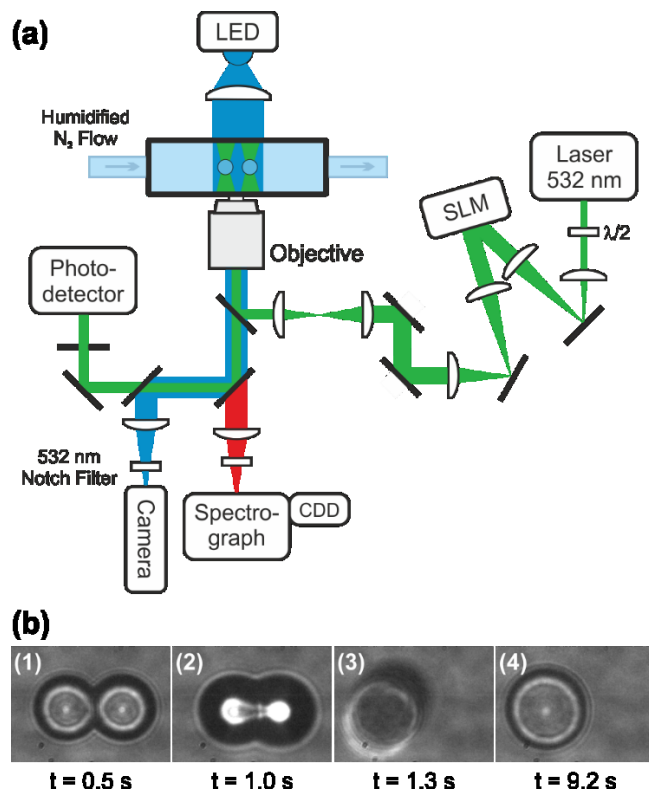 (a)
LED
Humidified
N₂ Flow
Laser
532 nm
SLM
λ/2
Objective
Photo-
detector
532 nm
Notch Filter
Camera
Spectro-
graph
CDD
(b)
(1)
(2)
(3)
(4)
t = 0.5 s
t = 1.0 s
t = 1.3 s
t = 9.2 s